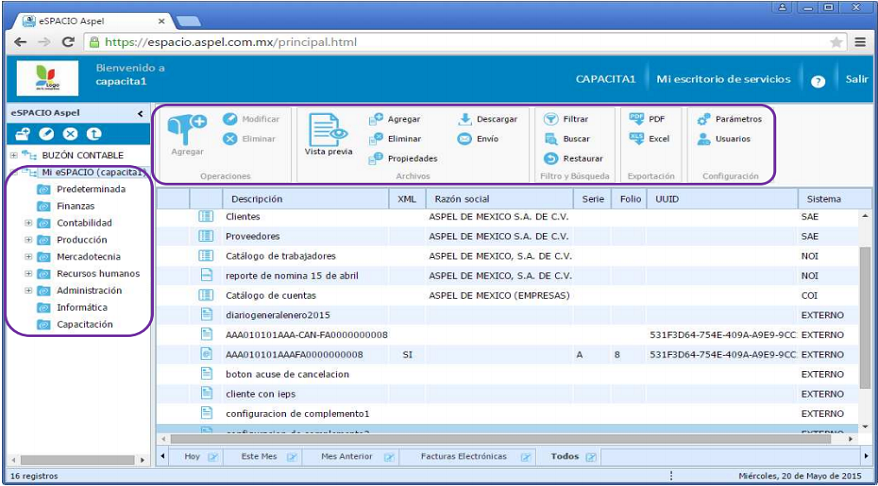 eSPACIO Aspel
https://espacio.aspel.com.mx/principal.html
Logo
Bienvenido a
capacita1
CAPACITA1 Mi escritorio de servicios ? Salir
eSPACIO Aspel
BUZÓN CONTABLE
Mi eSPACIO (capacita1)
Predeterminada
Finanzas
Contabilidad
Producción
Mercadotecnia
Recursos humanos
Administración
Informática
Capacitación
Agregar
Modificar
Eliminar
Operaciones
Vista previa
Agregar
Eliminar
Propiedades
Descargar
Envío
Archivos
Filtrar
Buscar
Restaurar
Filtro y Búsqueda
PDF PDF
XLS Excel
Exportación
Parámetros
Usuarios
Configuración
Descripción XML Razón social Serie Folio UUID Sistema
Clientes ASPEL DE MEXICO S.A. DE C.V. SAE
Proveedores ASPEL DE MEXICO S.A. DE C.V. SAE
Catálogo de trabajadores ASPEL DE MEXICO, S.A. DE C.V. NOI
reporte de nomina 15 de abril ASPEL DE MEXICO, S.A. DE C.V. NOI
Catálogo de cuentas ASPEL DE MEXICO (EMPRESAS) COI
diariogeneralenero2015 EXTERNO
AAA010101AAA-CAN-FA0000000008 531F3D64-754E-409A-A9E9-9CC EXTERNO
AAA010101AAAFA0000000008 SI A 8 531F3D64-754E-409A-A9E9-9CC EXTERNO
boton acuse de cancelacion EXTERNO
cliente con ieps EXTERNO
configuracion de complemento1 EXTERNO
configuracion de complemento2 EXTERNO
Hoy Este Mes Mes Anterior Facturas Electrónicas Todos
16 registros Miércoles, 20 de Mayo de 2015